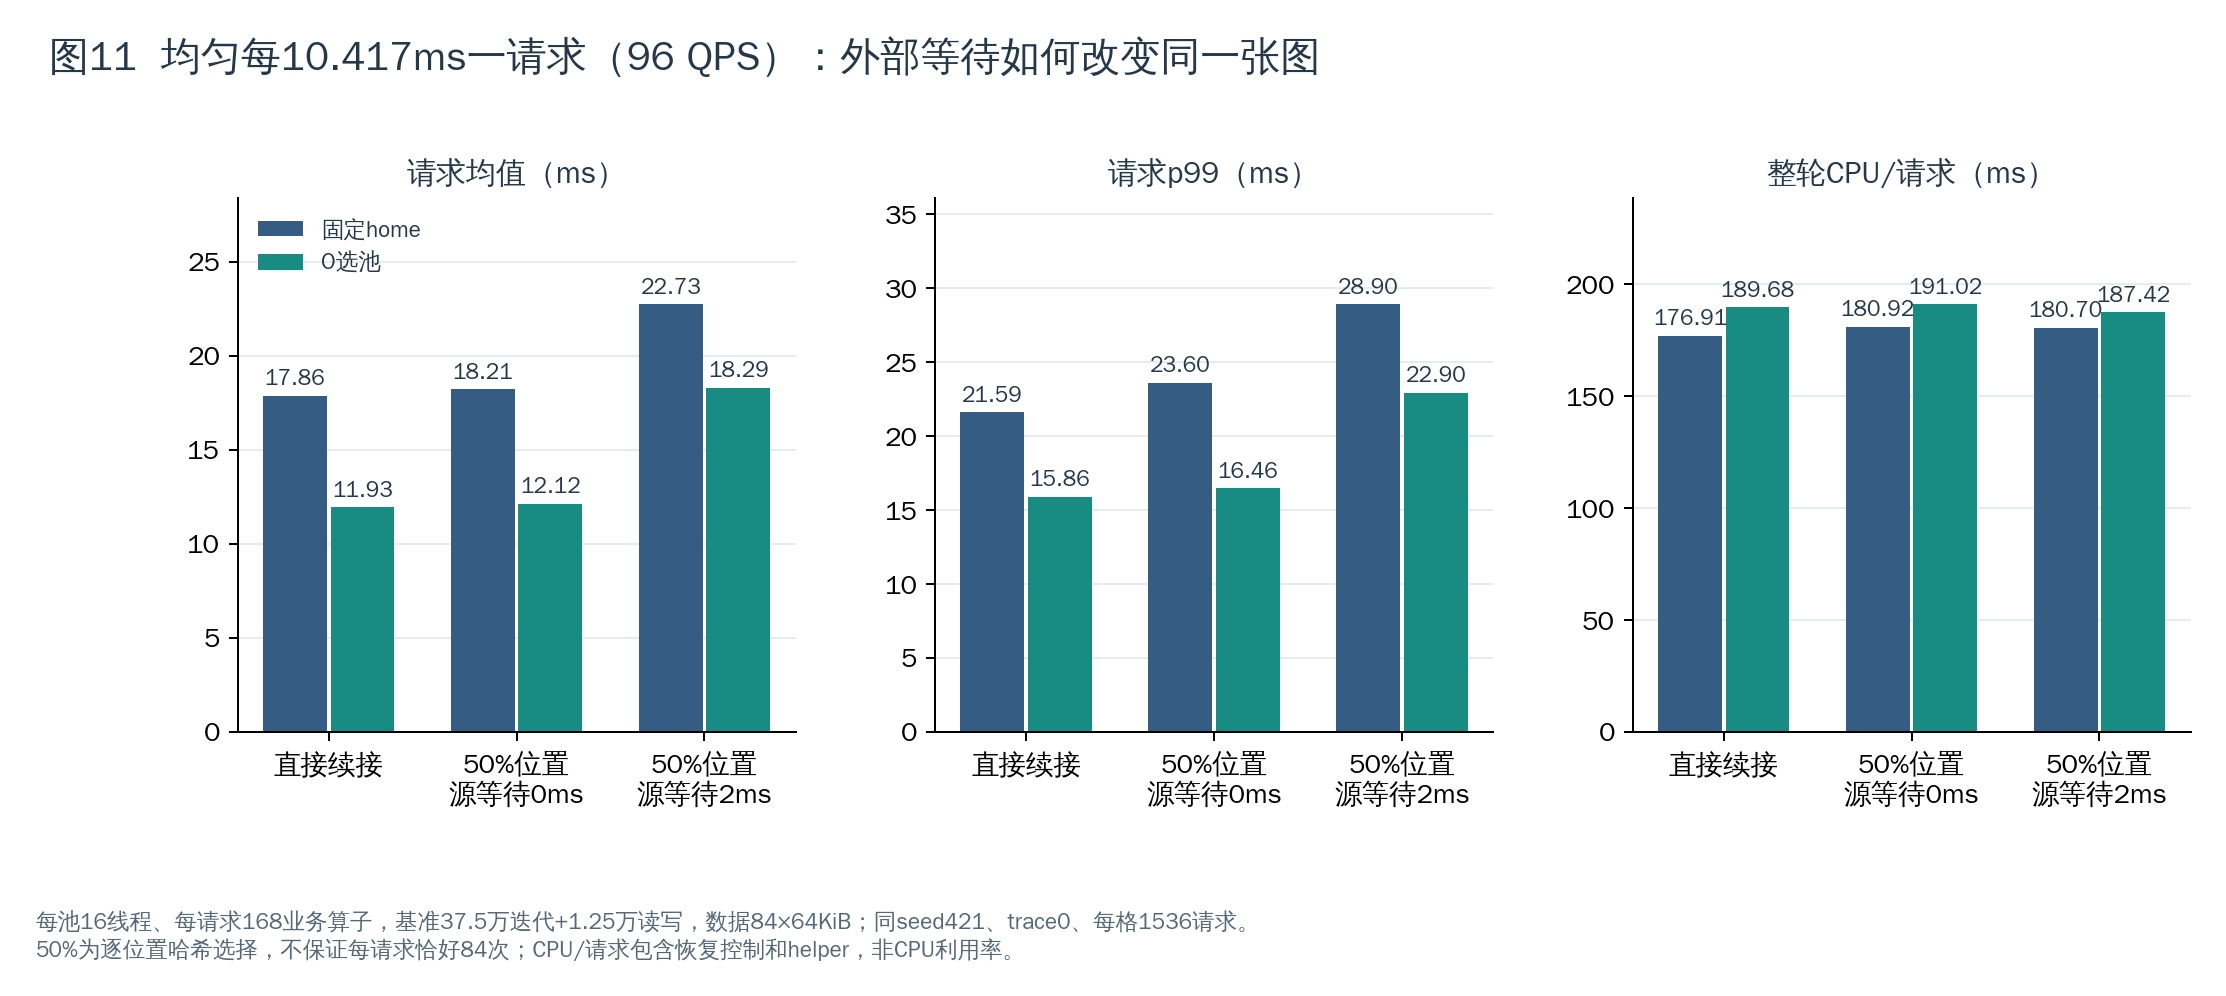 图11 均匀每10.417ms一请求（96 QPS）：外部等待如何改变同一张图
请求均值（ms）
固定home
O选池
25
20
15
10
5
0
17.86
11.93
18.21
12.12
22.73
18.29
直接续接
50%位置
源等待0ms
50%位置
源等待2ms
请求p99（ms）
35
30
25
20
15
10
5
0
21.59
15.86
23.60
16.46
28.90
22.90
直接续接
50%位置
源等待0ms
50%位置
源等待2ms
整轮CPU/请求（ms）
200
150
100
50
0
176.91
189.68
180.92
191.02
180.70
187.42
直接续接
50%位置
源等待0ms
50%位置
源等待2ms
每池16线程、每请求168业务算子，基准37.5万迭代+1.25万读写，数据84×64KiB；同seed421、trace0、每格1536请求。
50%为逐位置哈希选择，不保证每请求恰好84次；CPU/请求包含恢复控制和helper，非CPU利用率。